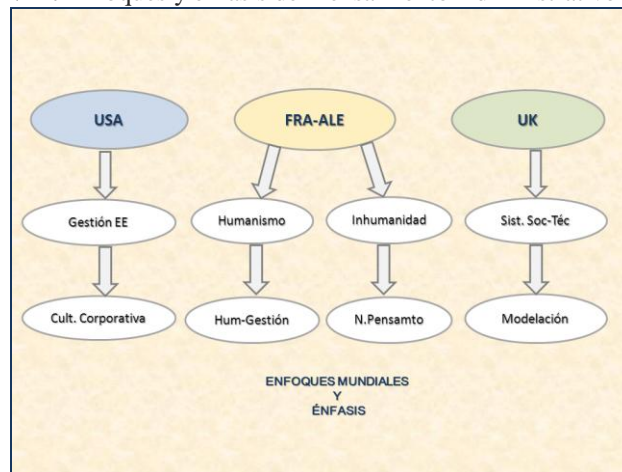 USA
FRA-ALE
UK
Gestión EE
Humanismo
Inhumanidad
Sist. Soc-Téc
Cult. Corporativa
Hum-Gestión
N.Pensamto
Modelación
ENFOQUES MUNDIALES
Y
ÉNFASIS